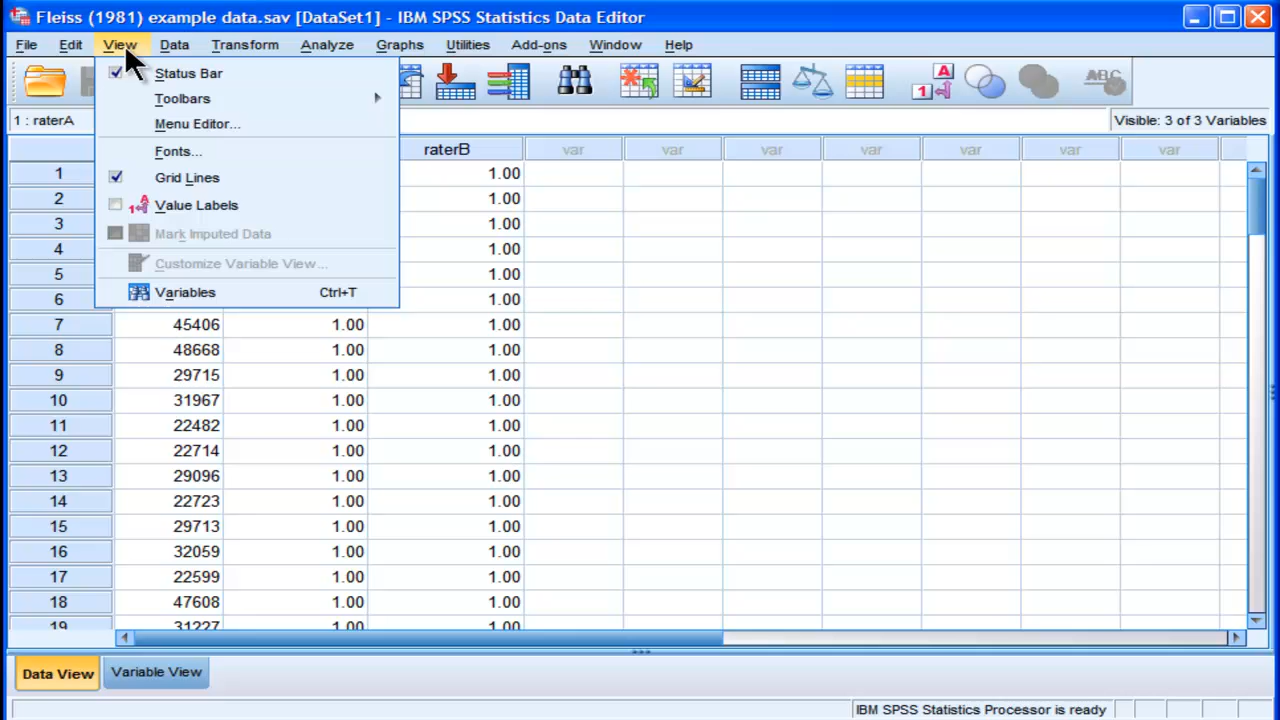 Fleiss (1981) example data.sav [DataSet1] - IBM SPSS Statistics Data Editor
File Edit View Data Transform Analyze Graphs Utilities Add-ons Window Help
Status Bar
Toolbars
Menu Editor...
Fonts...
Grid Lines
Value Labels
Mark Imputed Data
Customize Variable View...
Variables Ctrl+T
A
1
ABC
1 : raterA Visible: 3 of 3 Variables
raterB var var var var var var var
1 1.00
2 1.00
3 1.00
4 1.00
5 1.00
6 1.00
7 45406 1.00 1.00
8 48668 1.00 1.00
9 29715 1.00 1.00
10 31967 1.00 1.00
11 22482 1.00 1.00
12 22714 1.00 1.00
13 29096 1.00 1.00
14 22723 1.00 1.00
15 29713 1.00 1.00
16 32059 1.00 1.00
17 22599 1.00 1.00
18 47608 1.00 1.00
19 31227 1.00 1.00
Data View Variable View
IBM SPSS Statistics Processor is ready